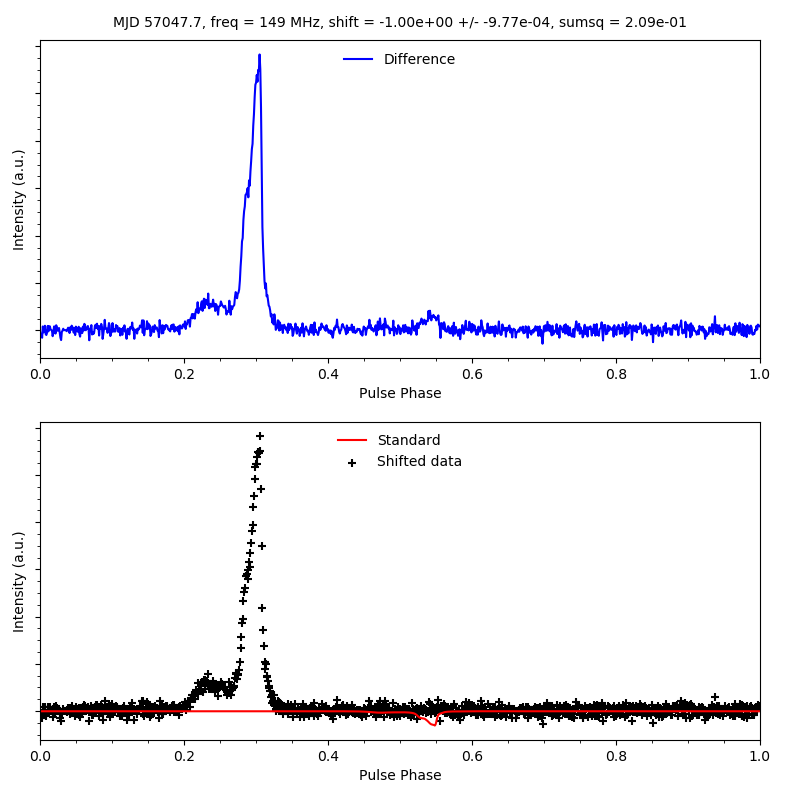 MJD 57047.7, freq = 149 MHz, shift = -1.00e+00 +/- -9.77e-04, sumsq = 2.09e-01
Difference
Intensity (a.u.)
0.0 0.2 0.4 0.6 0.8 1.0
Pulse Phase
Standard
Shifted data
Intensity (a.u.)
0.0 0.2 0.4 0.6 0.8 1.0
Pulse Phase